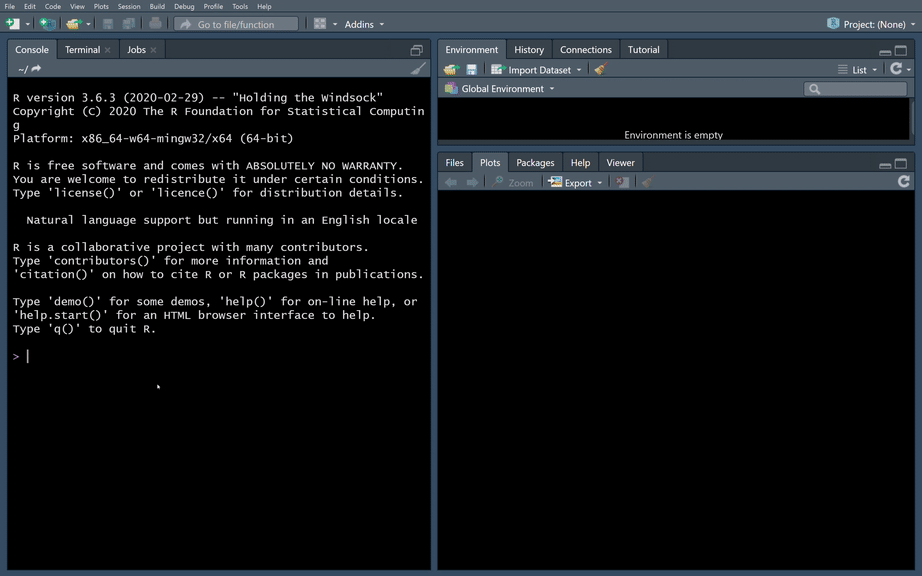 File Edit Code View Plots Session Build Debug Profile Tools Help
Go to file/function Addins Project: (None)
Console Terminal Jobs
~/
R version 3.6.3 (2020-02-29) -- "Holding the Windsock"
Copyright (C) 2020 The R Foundation for Statistical Computin
g
Platform: x86_64-w64-mingw32/x64 (64-bit)
R is free software and comes with ABSOLUTELY NO WARRANTY.
You are welcome to redistribute it under certain conditions.
Type 'license()' or 'licence()' for distribution details.
Natural language support but running in an English locale
R is a collaborative project with many contributors.
Type 'contributors()' for more information and
'citation()' on how to cite R or R packages in publications.
Type 'demo()' for some demos, 'help()' for on-line help, or
'help.start()' for an HTML browser interface to help.
Type 'q()' to quit R.
>
Environment History Connections Tutorial
Import Dataset List
Global Environment
Environment is empty
Files Plots Packages Help Viewer
Zoom Export